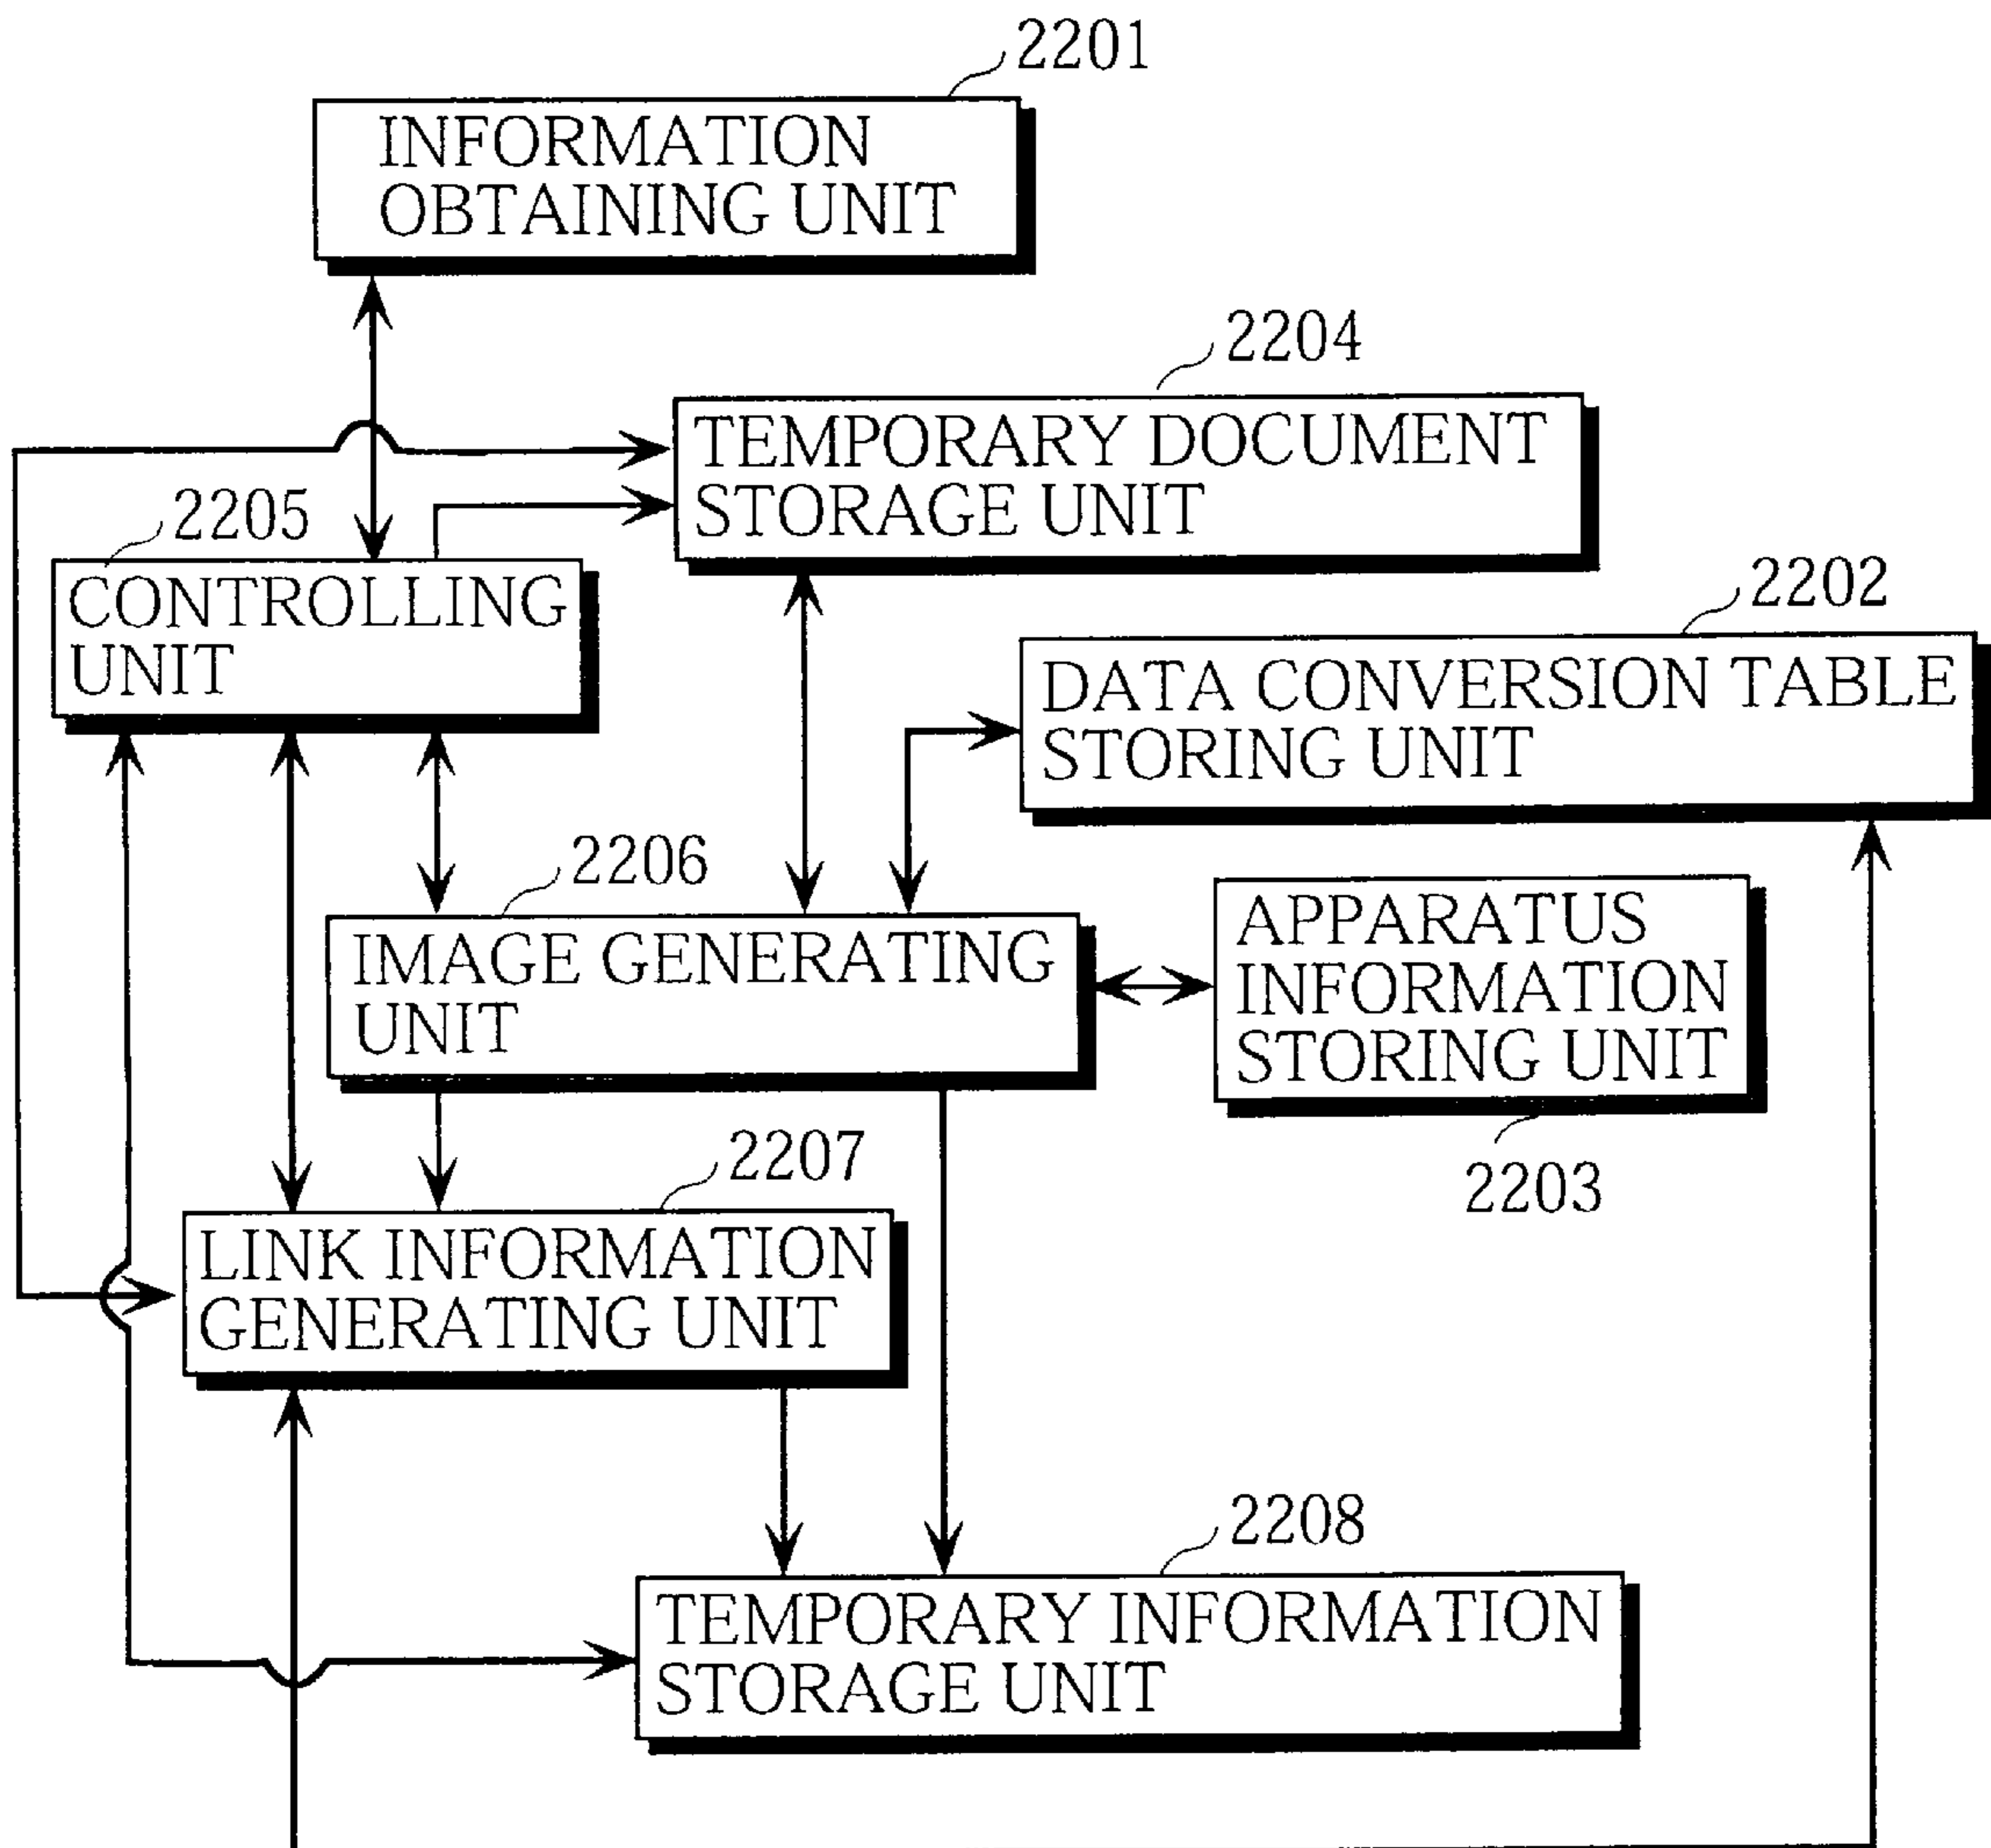 2201
INFORMATION
OBTAINING UNIT
2204
TEMPORARY DOCUMENT
STORAGE UNIT
2205
CONTROLLING
UNIT
2202
DATA CONVERSION TABLE
STORING UNIT
2206
IMAGE GENERATING
UNIT
APPARATUS
INFORMATION
STORING UNIT
2203
2207
LINK INFORMATION
GENERATING UNIT
2208
TEMPORARY INFORMATION
STORAGE UNIT